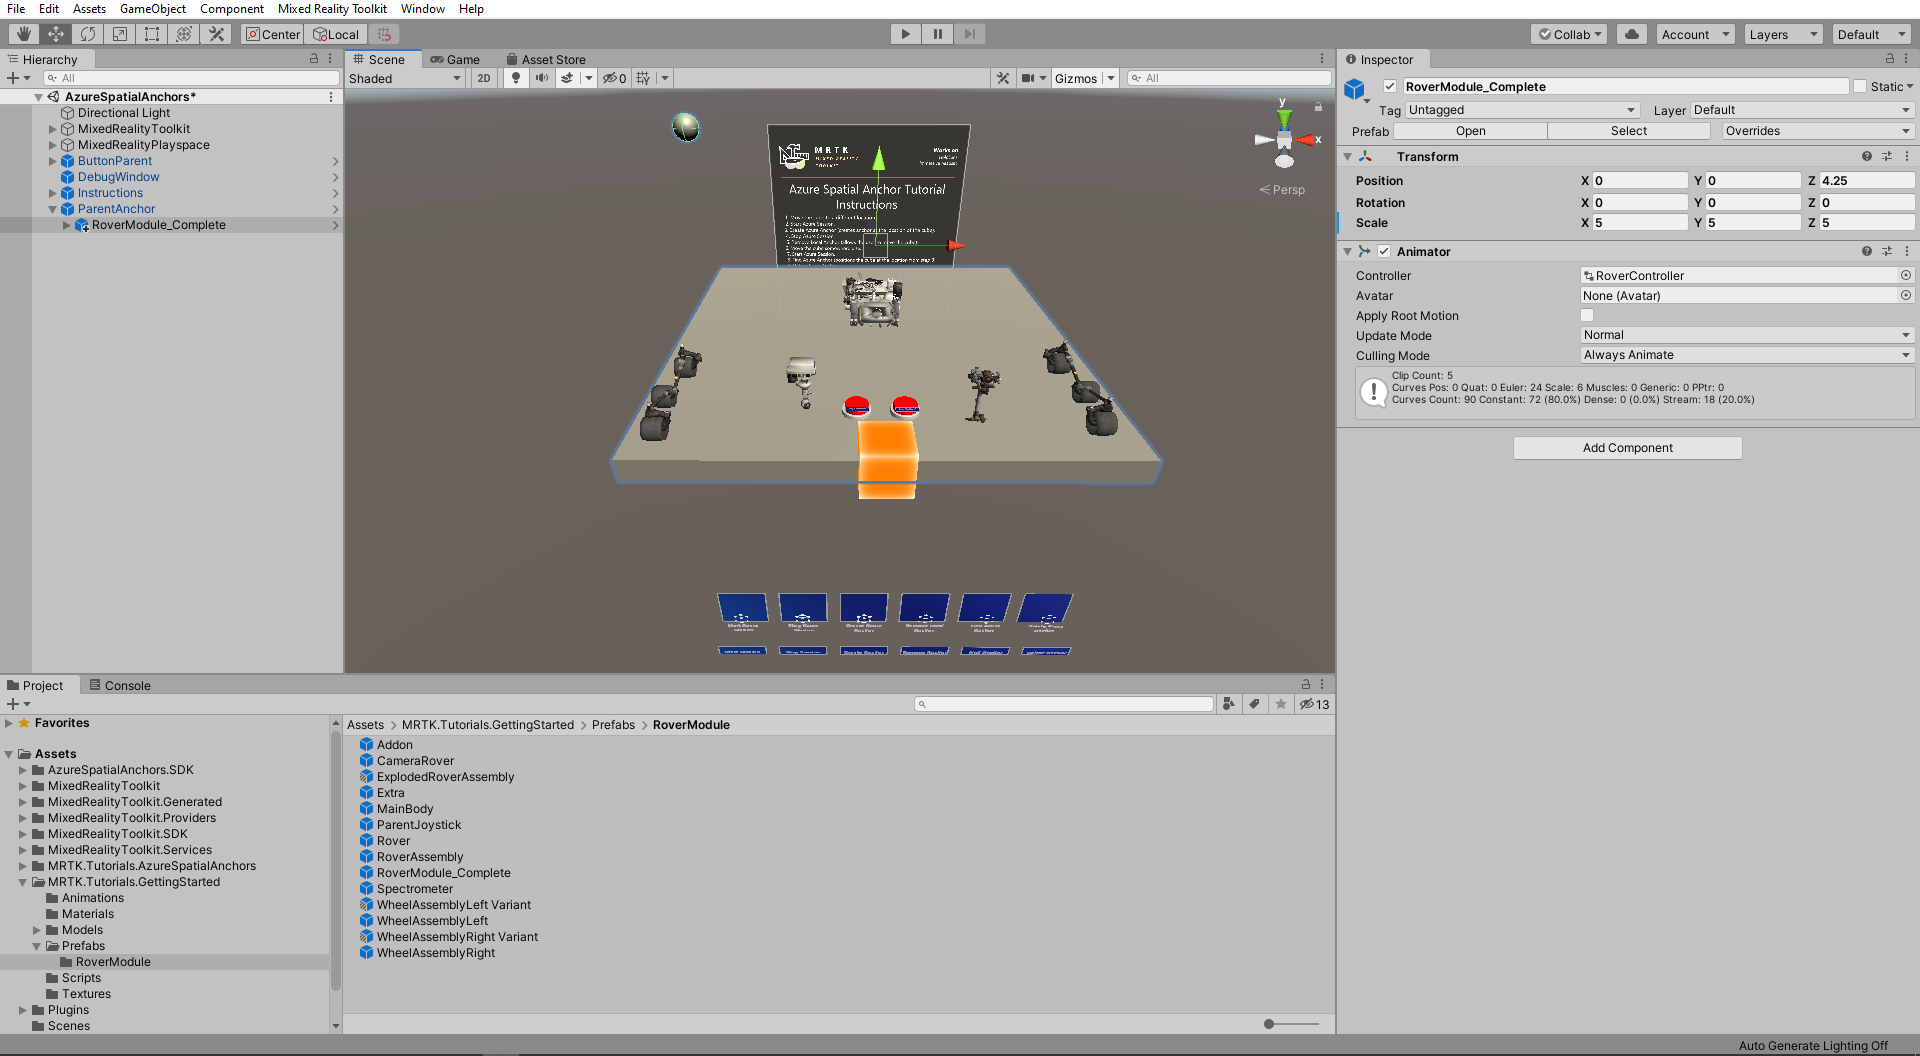 File Edit Assets GameObject Component Mixed Reality Toolkit Window Help
Center Local Collab Account Layers Default
Hierarchy
All
AzureSpatialAnchors*
Directional Light
MixedRealityToolkit
MixedRealityPlayspace
ButtonParent
DebugWindow
Instructions
ParentAnchor
RoverModule_Complete
Scene Game Asset Store
Shaded 2D 0 Gizmos All
y
x
Persp
MRTK
MIXED REALITY
TOOLKIT
Works on
Azure Spatial Anchor Tutorial
Instructions
Inspector
RoverModule_Complete Static
Tag Untagged Layer Default
Prefab Open Select Overrides
Transform
Position X 0 Y 0 Z 4.25
Rotation X 0 Y 0 Z 0
Scale X 5 Y 5 Z 5
Animator
Controller RoverController
Avatar None (Avatar)
Apply Root Motion
Update Mode Normal
Culling Mode Always Animate
Clip Count: 5
Curves Pos: 0 Quat: 0 Euler: 24 Scale: 6 Muscles: 0 Generic: 0 PPtr: 0
Curves Count: 90 Constant: 72 (80.0%) Dense: 0 (0.0%) Stream: 18 (20.0%)
Add Component
Project Console
13
Favorites
Assets
AzureSpatialAnchors.SDK
MixedRealityToolkit
MixedRealityToolkit.Generated
MixedRealityToolkit.Providers
MixedRealityToolkit.SDK
MixedRealityToolkit.Services
MRTK.Tutorials.AzureSpatialAnchors
MRTK.Tutorials.GettingStarted
Animations
Materials
Models
Prefabs
RoverModule
Scripts
Textures
Plugins
Scenes
Assets > MRTK.Tutorials.GettingStarted > Prefabs > RoverModule
Addon
CameraRover
ExplodedRoverAssembly
Extra
MainBody
ParentJoystick
Rover
RoverAssembly
RoverModule_Complete
Spectrometer
WheelAssemblyLeft Variant
WheelAssemblyLeft
WheelAssemblyRight Variant
WheelAssemblyRight
Auto Generate Lighting Off